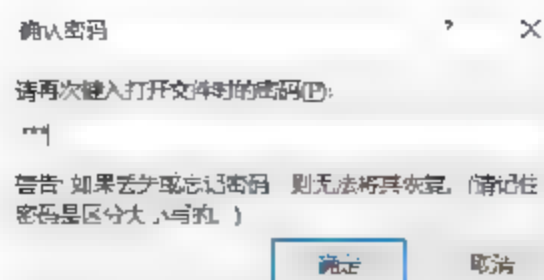 确认密码 ? ×
请再次键入打开文件时的密码(P):
***
警告:如果丢失或忘记密码,则无法将其恢复。(请记住
密码是区分大小写的。)
确定 取消